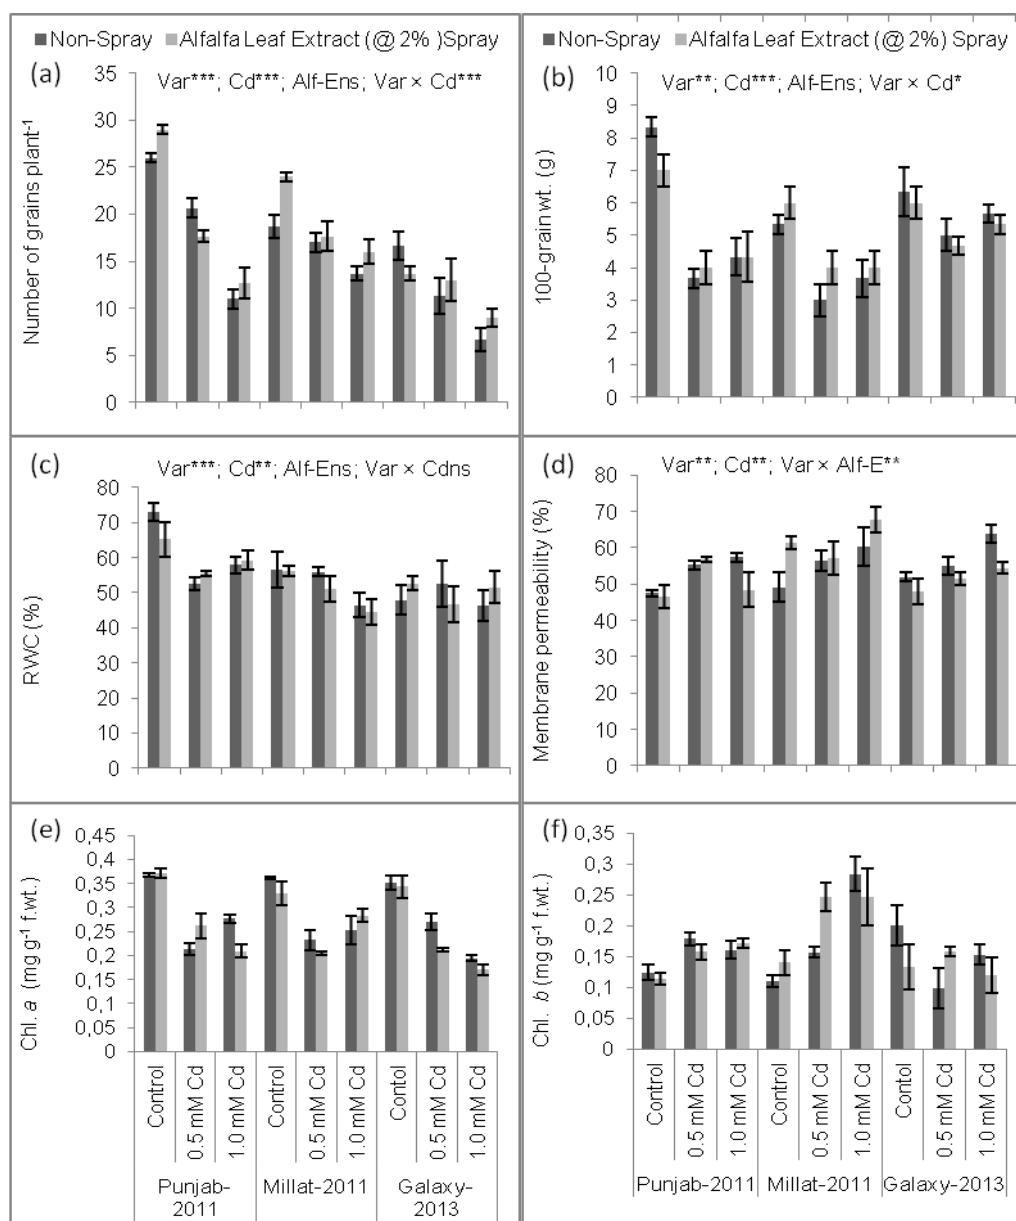 Non-Spray Alfalfa Leaf Extract (@ 2% )Spray
(a)
Var***; Cd***; Alf-Ens; Var × Cd***
Number of grains plant-1
35
30
25
20
15
10
5
0
Non-Spray Alfalfa Leaf Extract (@ 2%) Spray
(b)
Var**; Cd***; Alf-Ens; Var × Cd*
100-grain wt. (g)
10
9
8
7
6
5
4
3
2
1
0
(c)
Var***; Cd**; Alf-Ens; Var × Cdns
RWC (%)
80
70
60
50
40
30
20
10
0
(d)
Var**; Cd**; Var × Alf-E**
Membrane permeability (%)
80
70
60
50
40
30
20
10
0
(e)
Chl. a (mg g-1 f.wt.)
0,45
0,4
0,35
0,3
0,25
0,2
0,15
0,1
0,05
0
Control
0.5 mM Cd
1.0 mM Cd
Control
0.5 mM Cd
1.0 mM Cd
Control
0.5 mM Cd
1.0 mM Cd
Punjab-
2011
Millat-2011
Galaxy-
2013
(f)
Chl. b (mg g-1 f.wt.)
0,35
0,3
0,25
0,2
0,15
0,1
0,05
0
Control
0.5 mM Cd
1.0 mM Cd
Control
0.5 mM Cd
1.0 mM Cd
Contol
0.5 mM Cd
1.0 mM Cd
Punjab-2011
Millat-2011
Galaxy-2013